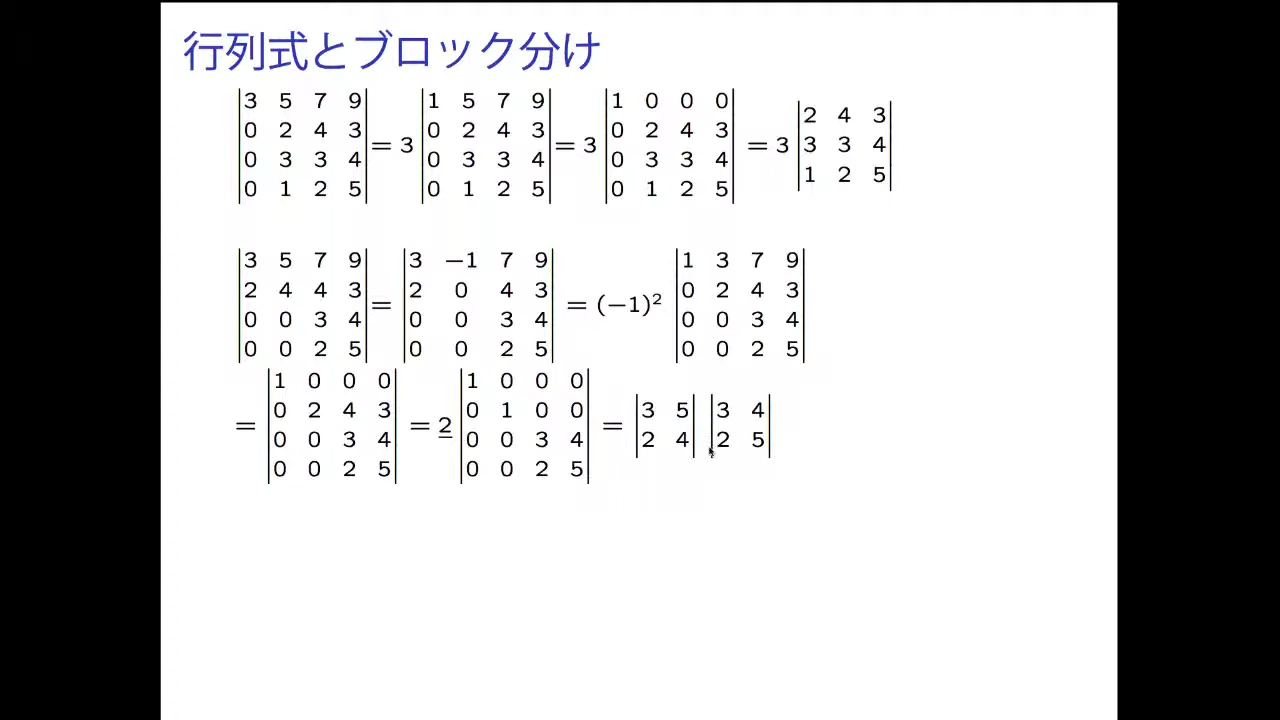 行列式とブロック分け
|3 5 7 9| |1 5 7 9| |1 0 0 0| |2 4 3|
|0 2 4 3| = 3 |0 2 4 3| = 3 |0 2 4 3| = 3 |3 3 4|
|0 3 3 4| |0 3 3 4| |0 3 3 4| |1 2 5|
|0 1 2 5| |0 1 2 5| |0 1 2 5|
|3 5 7 9| |3 −1 7 9| |1 3 7 9|
|2 4 4 3| = |2 0 4 3| = (−1)² |0 2 4 3|
|0 0 3 4| |0 0 3 4| |0 0 3 4|
|0 0 2 5| |0 0 2 5| |0 0 2 5|
|1 0 0 0| |1 0 0 0|
= |0 2 4 3| = 2 |0 1 0 0| = |3 5| |3 4|
|0 0 3 4| |0 0 3 4| |2 4| |2 5|
|0 0 2 5| |0 0 2 5|